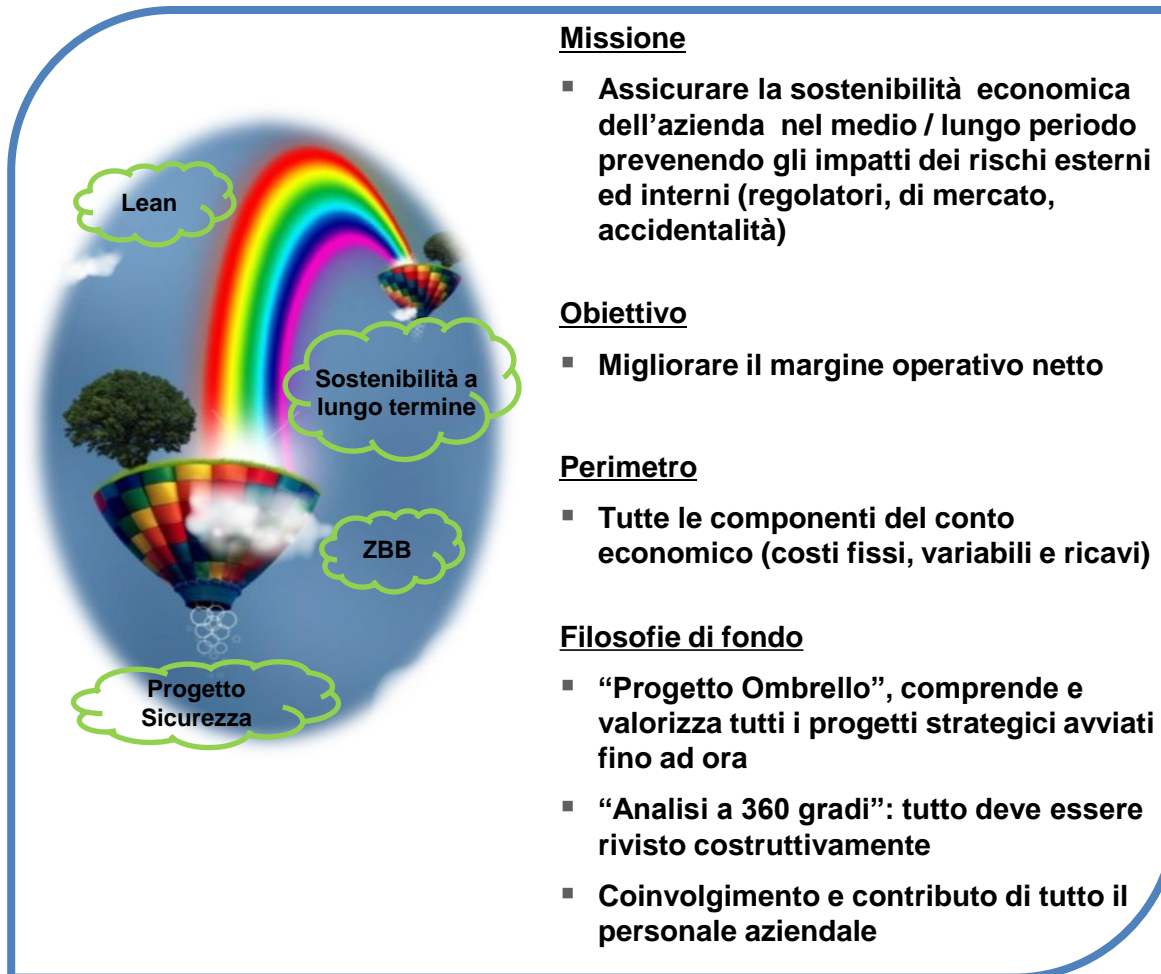 Lean
Sostenibilità a
lungo termine
ZBB
Progetto
Sicurezza
Missione
▪ Assicurare la sostenibilità economica
dell’azienda nel medio / lungo periodo
prevenendo gli impatti dei rischi esterni
ed interni (regolatori, di mercato,
accidentalità)
Obiettivo
▪ Migliorare il margine operativo netto
Perimetro
▪ Tutte le componenti del conto
economico (costi fissi, variabili e ricavi)
Filosofie di fondo
▪ “Progetto Ombrello”, comprende e
valorizza tutti i progetti strategici avviati
fino ad ora
▪ “Analisi a 360 gradi”: tutto deve essere
rivisto costruttivamente
▪ Coinvolgimento e contributo di tutto il
personale aziendale